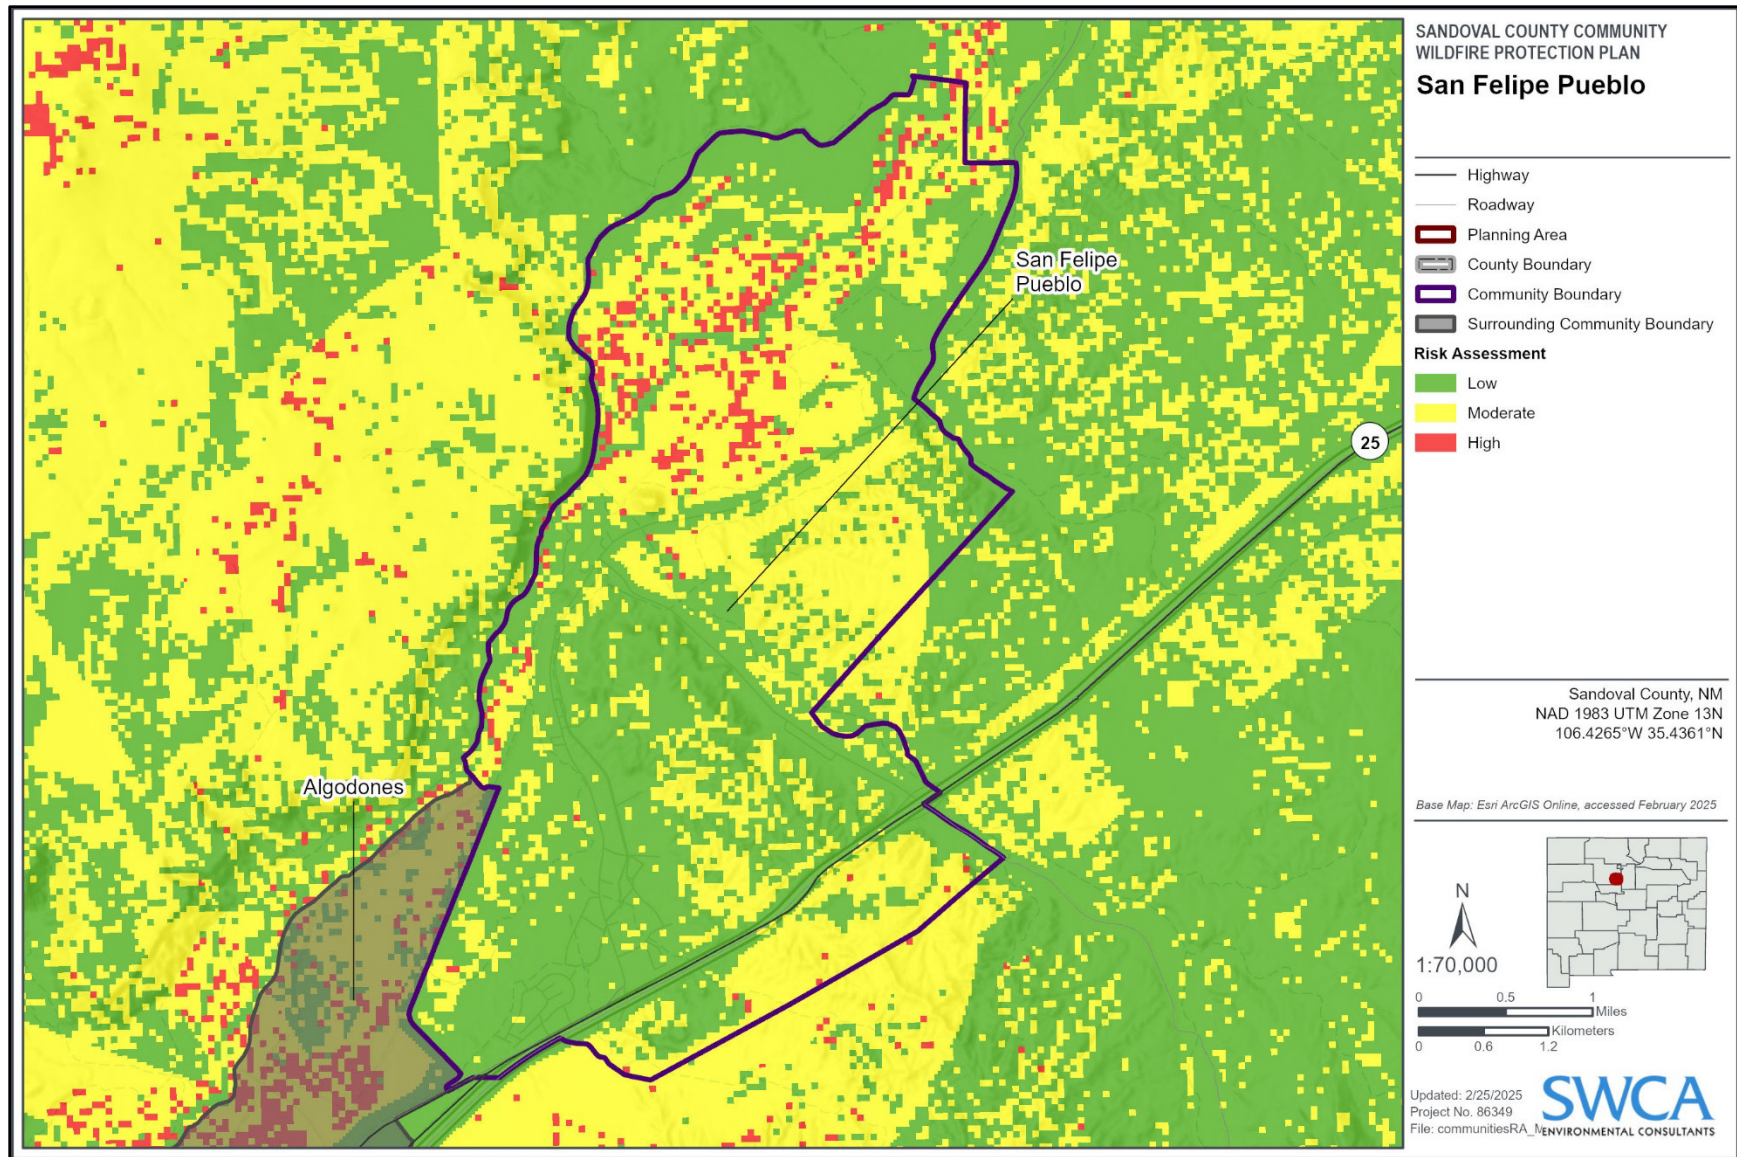 SANDOVAL COUNTY COMMUNITY
WILDFIRE PROTECTION PLAN
San Felipe Pueblo
Highway
Roadway
Planning Area
County Boundary
Community Boundary
Surrounding Community Boundary
Risk Assessment
Low
Moderate
High
San Felipe
Pueblo
25
Algodones
Sandoval County, NM
NAD 1983 UTM Zone 13N
106.4265°W 35.4361°N
Base Map: Esri ArcGIS Online, accessed February 2025
N
1:70,000
0 0.5 1
Miles
Kilometers
0 0.6 1.2
Updated: 2/25/2025
Project No. 86349
File: communitiesRA_M
SWCA
ENVIRONMENTAL CONSULTANTS